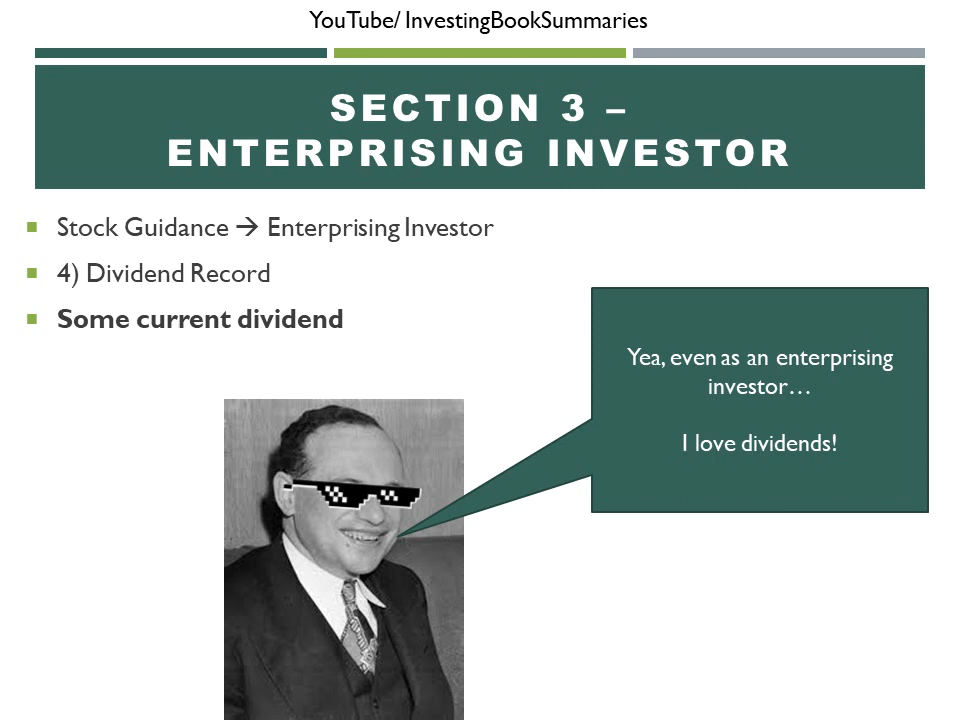 YouTube/ InvestingBookSummaries
SECTION 3 –
ENTERPRISING INVESTOR
Stock Guidance → Enterprising Investor
4) Dividend Record
Some current dividend
Yea, even as an enterprising
investor…
I love dividends!